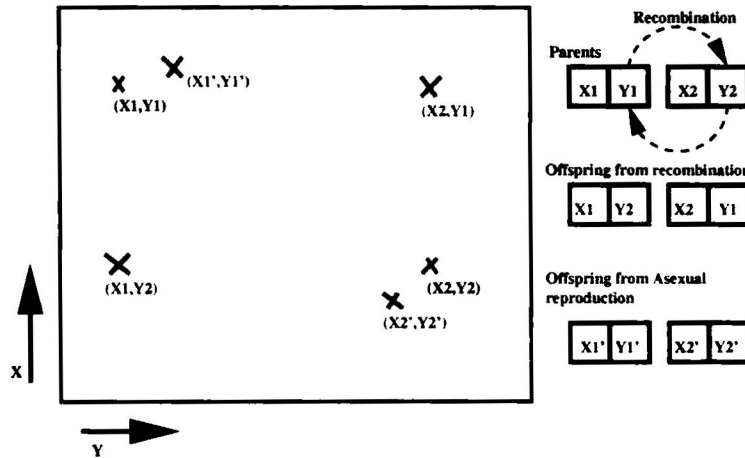 Recombination
Parents
X1 Y1 X2 Y2
(X1,Y1)
(X1',Y1')
(X2,Y1)
Offspring from recombination
X1 Y2 X2 Y1
(X1,Y2)
(X2,Y2)
(X2',Y2')
Offspring from Asexual
reproduction
X1' Y1' X2' Y2'
X
Y